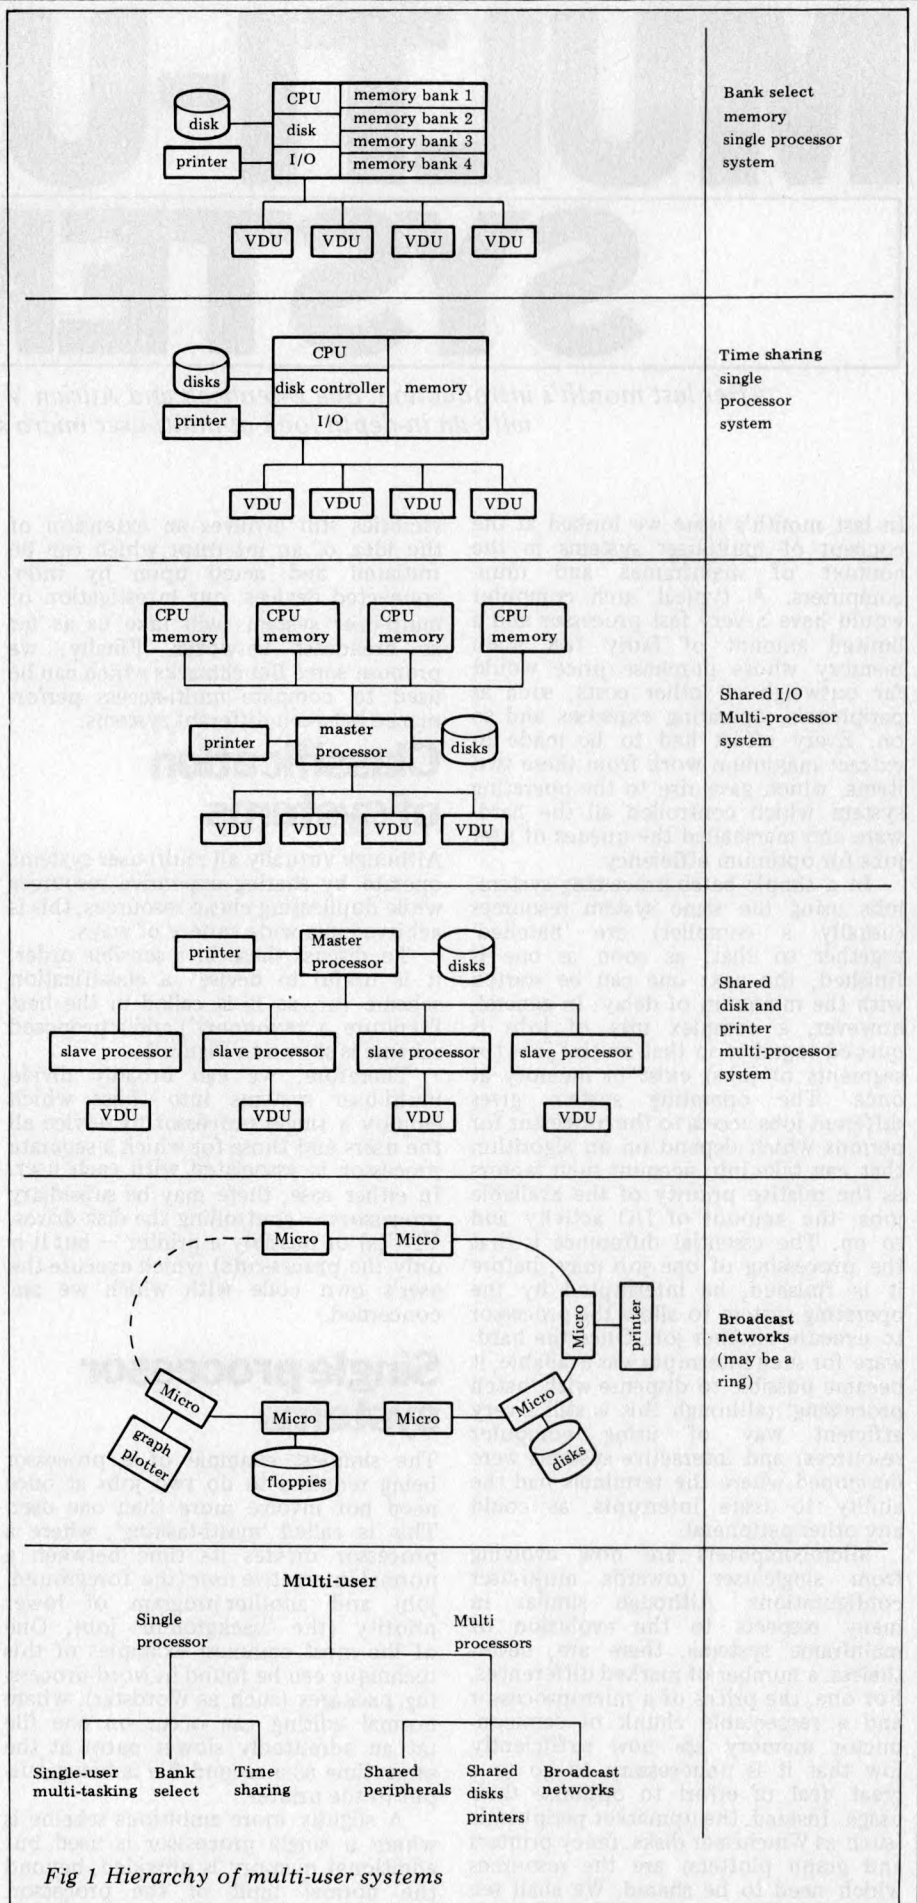 CPU
memory bank 1
memory bank 2
disk
disk
memory bank 3
printer
I/O
memory bank 4
VDU VDU VDU VDU
Bank select
memory
single processor
system
CPU
disks
disk controller
memory
printer
I/O
VDU VDU VDU VDU
Time sharing
single
processor
system
CPU CPU CPU CPU
memory memory memory memory
printer
master
processor
disks
VDU VDU VDU VDU
Shared I/O
Multi-processor
system
printer
Master
processor
disks
slave processor slave processor slave processor slave processor
VDU VDU VDU VDU
Shared
disk and
printer
multi-processor
system
Micro Micro
Micro
printer
Micro
Micro
Micro
Micro
graph
plotter
floppies
disks
Broadcast
networks
(may be a
ring)
Multi-user
Single
processor
Multi
processors
Single-user
multi-tasking
Bank
select
Time
sharing
Shared
peripherals
Shared
disks
printers
Broadcast
networks
Fig 1 Hierarchy of multi-user systems